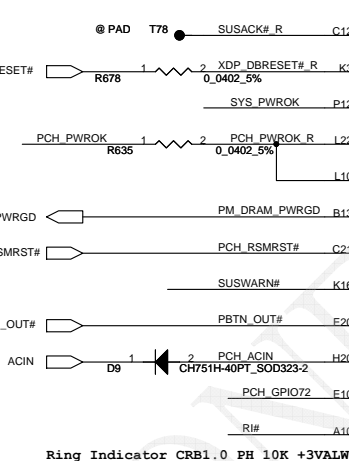 @ PAD T78 SUSACK#_R C12
ESET# R678 1 2 XDP_DBRESET#_R K3
0_0402_5%
SYS_PWROK P12
PCH_PWROK 1 2 PCH_PWROK_R L22
R635 0_0402_5%
L10
PWRGD PM_DRAM_PWRGD B13
SMRST# PCH_RSMRST# C21
SUSWARN# K16
_OUT# PBTN_OUT# E20
ACIN 1 2 PCH_ACIN H20
D9 CH751H-40PT_SOD323-2
PCH_GPIO72 E10
RI# A10
Ring Indicator CRB1.0 PH 10K +3VALW